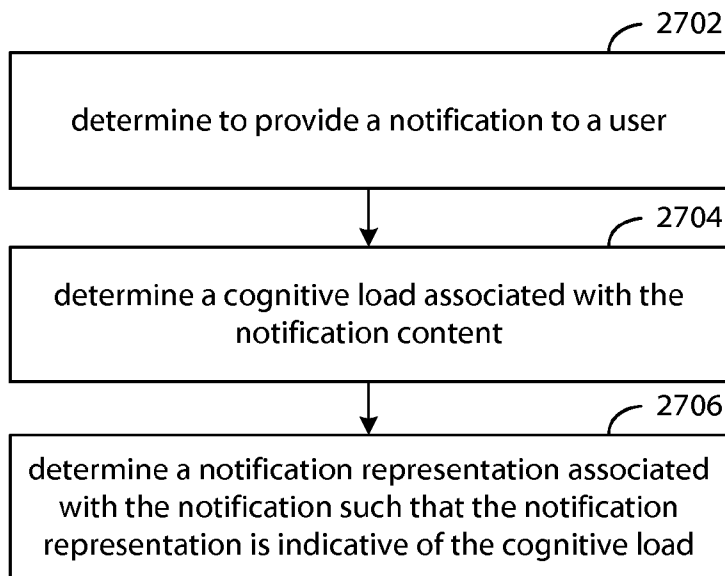 2702
determine to provide a notification to a user
2704
determine a cognitive load associated with the
notification content
2706
determine a notification representation associated
with the notification such that the notification
representation is indicative of the cognitive load